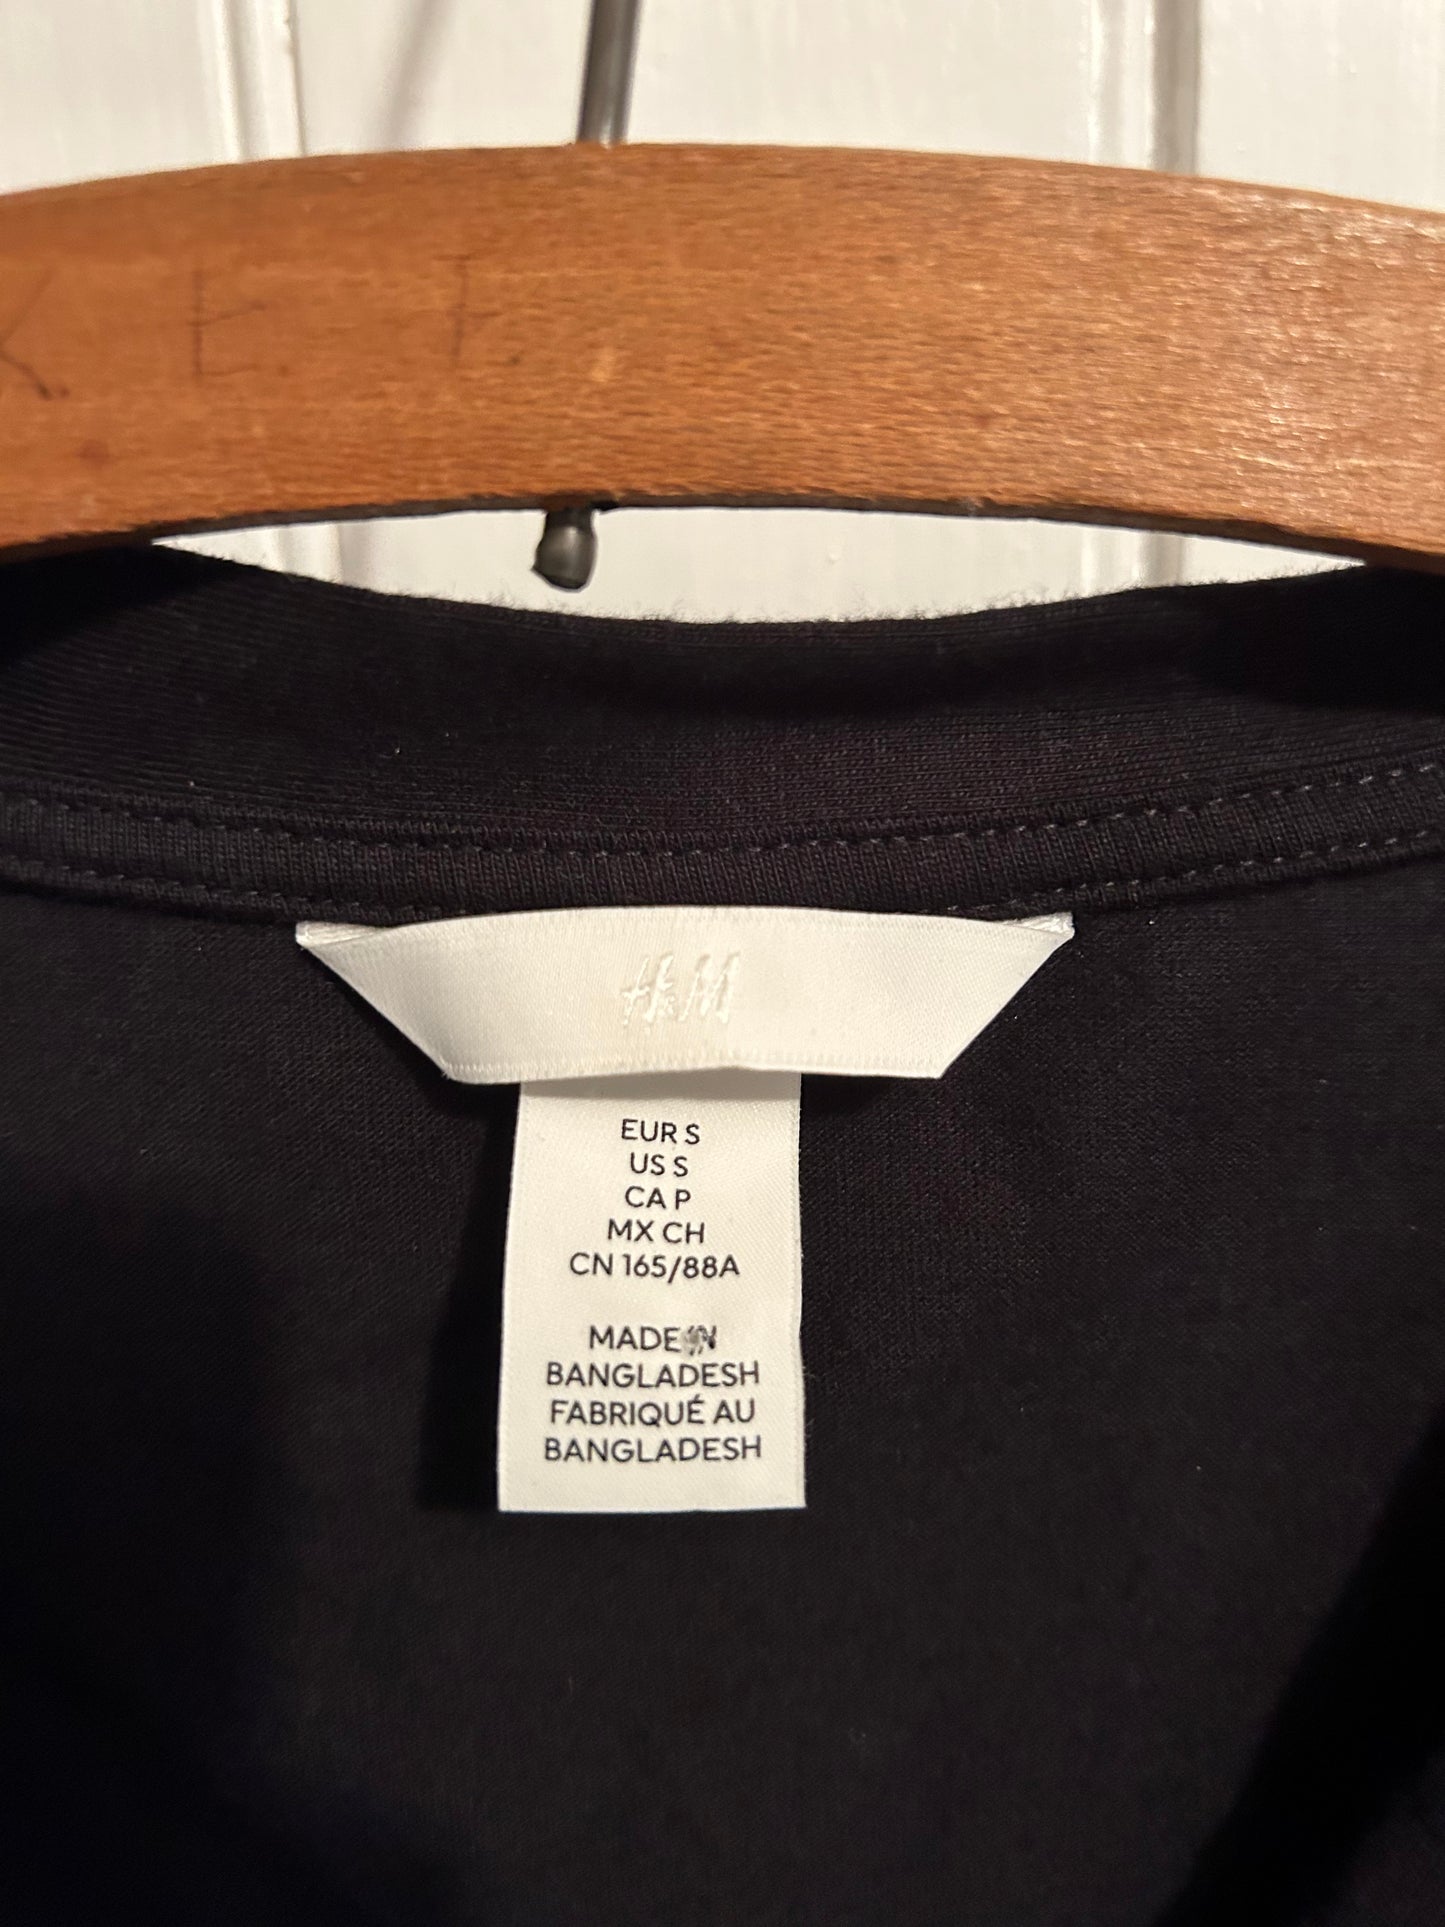 K E T
H&M
EUR S
US S
CA P
MX CH
CN 165/88A
MADE IN
BANGLADESH
FABRIQUÉ AU
BANGLADESH